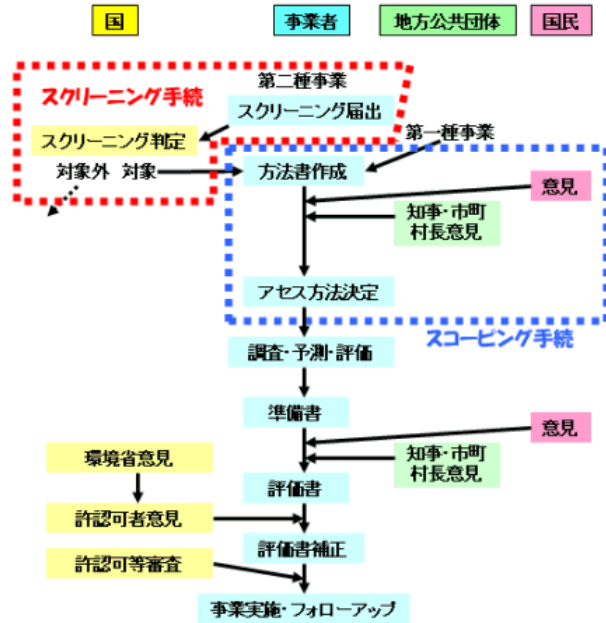 国
事業者
地方公共団体
国民
第二種事業
スクリーニング手続
スクリーニング届出
スクリーニング判定
第一種事業
対象外 対象
方法書作成
意見
知事・市町
村長意見
アセス方法決定
スコーピング手続
調査・予測・評価
準備書
意見
環境省意見
知事・市町
村長意見
評価書
許認可者意見
評価書補正
許認可等審査
事業実施・フォローアップ